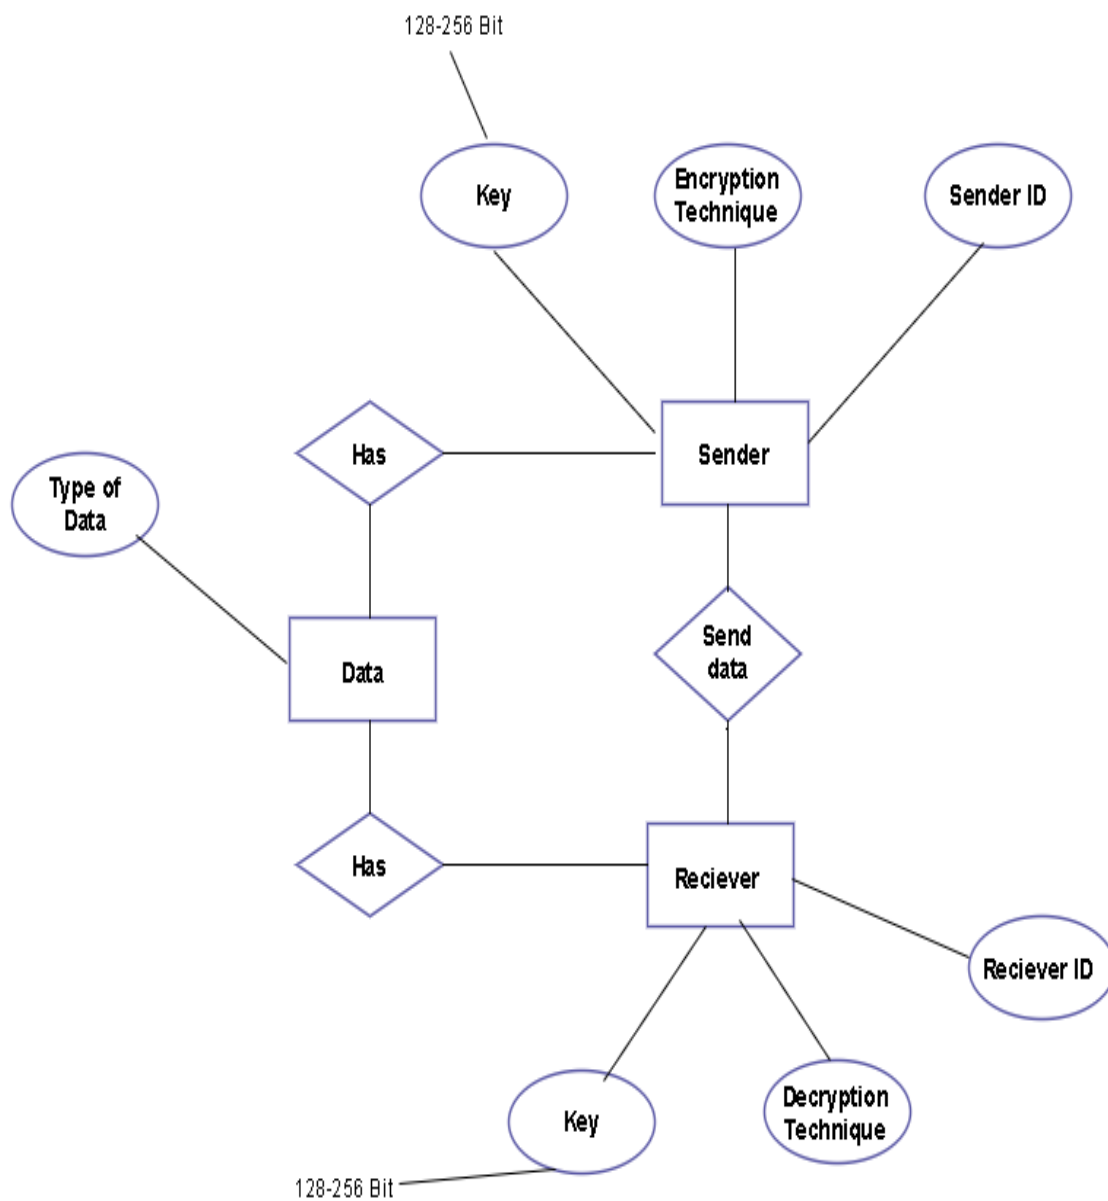 128-256 Bit
Key
Encryption
Technique
Sender ID
Has
Sender
Type of
Data
Send
data
Data
Has
Reciever
Reciever ID
Key
Decryption
Technique
128-256 Bit